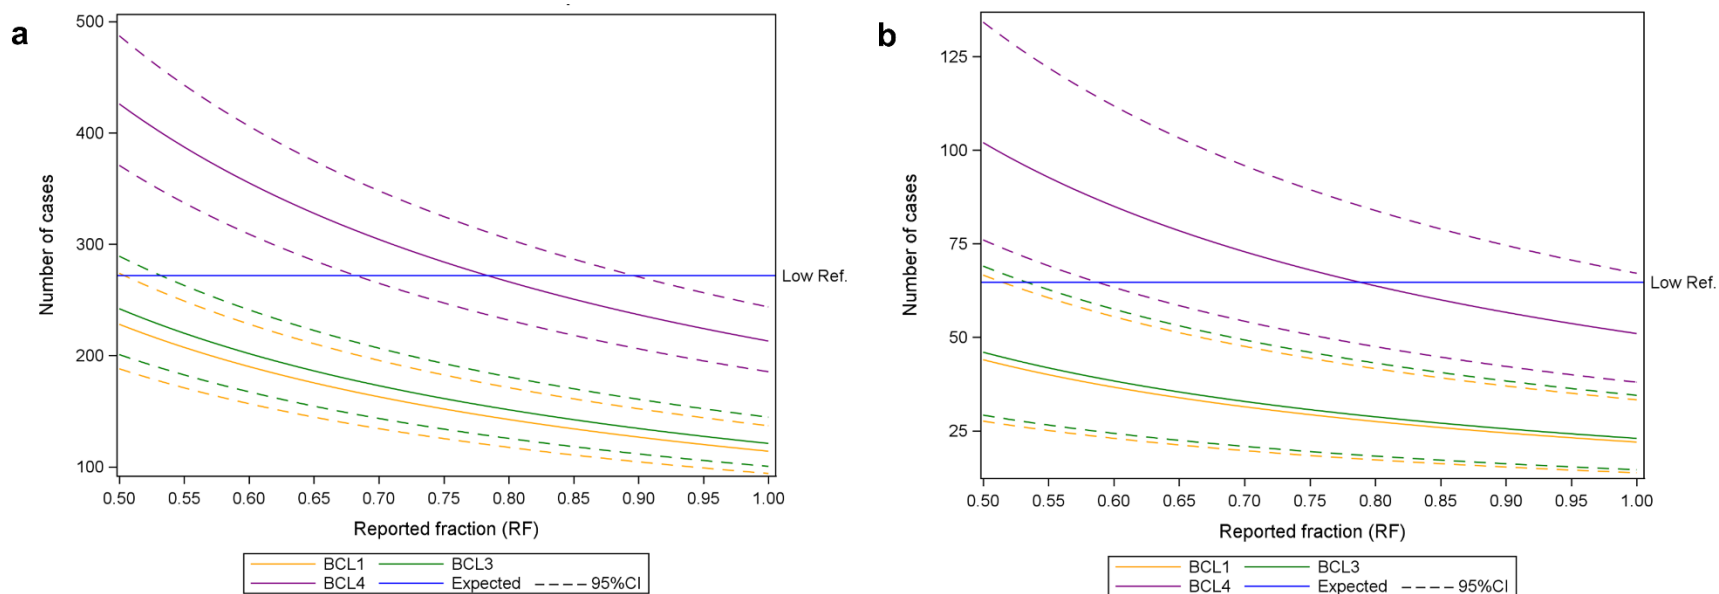 a
500
400
300
200
100
Number of cases
Low Ref.
0.50 0.55 0.60 0.65 0.70 0.75 0.80 0.85 0.90 0.95 1.00
Reported fraction (RF)
BCL1 BCL3
BCL4 Expected 95%CI
b
125
100
75
50
25
Number of cases
Low Ref.
0.50 0.55 0.60 0.65 0.70 0.75 0.80 0.85 0.90 0.95 1.00
Reported fraction (RF)
BCL1 BCL3
BCL4 Expected 95%CI